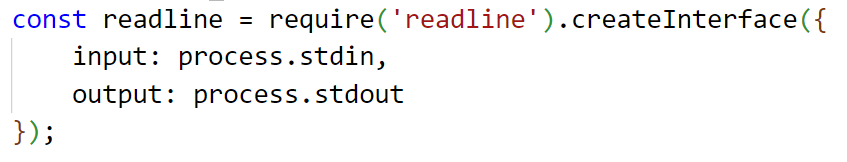 const readline = require('readline').createInterface({
    input: process.stdin,
    output: process.stdout
});